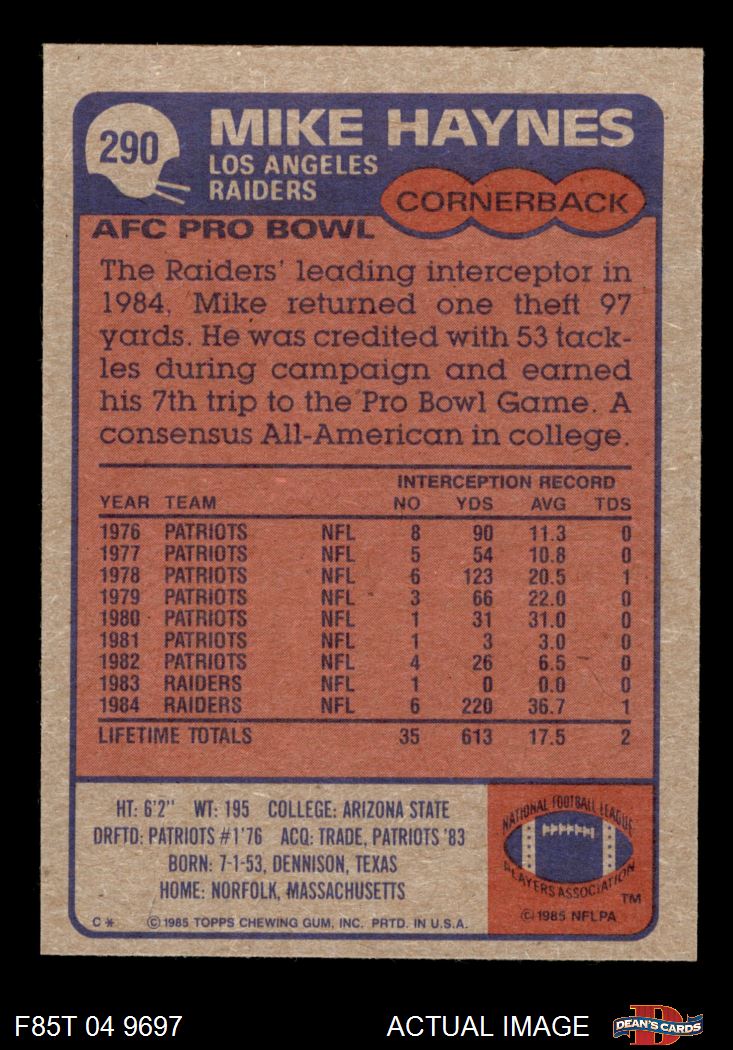 290
MIKE HAYNES
LOS ANGELES
RAIDERS
CORNERBACK
AFC PRO BOWL
The Raiders' leading interceptor in
1984, Mike returned one theft 97
yards. He was credited with 53 tack-
les during campaign and earned
his 7th trip to the Pro Bowl Game. A
consensus All-American in college.
INTERCEPTION RECORD
YEAR TEAM NO YDS AVG TDS
1976 PATRIOTS NFL 8 90 11.3 0
1977 PATRIOTS NFL 5 54 10.8 0
1978 PATRIOTS NFL 6 123 20.5 1
1979 PATRIOTS NFL 3 66 22.0 0
1980 PATRIOTS NFL 1 31 31.0 0
1981 PATRIOTS NFL 1 3 3.0 0
1982 PATRIOTS NFL 4 26 6.5 0
1983 RAIDERS NFL 1 0 0.0 0
1984 RAIDERS NFL 6 220 36.7 1
LIFETIME TOTALS 35 613 17.5 2
HT: 6'2" WT: 195 COLLEGE: ARIZONA STATE
DRFTD: PATRIOTS #1'76 ACQ: TRADE, PATRIOTS '83
BORN: 7-1-53, DENNISON, TEXAS
HOME: NORFOLK, MASSACHUSETTS
C* © 1985 TOPPS CHEWING GUM, INC. PRTD. IN U.S.A.
NATIONAL FOOTBALL LEAGUE
PLAYERS ASSOCIATION
TM
© 1985 NFLPA
F85T 04 9697
ACTUAL IMAGE
D
DEAN'S CARDS